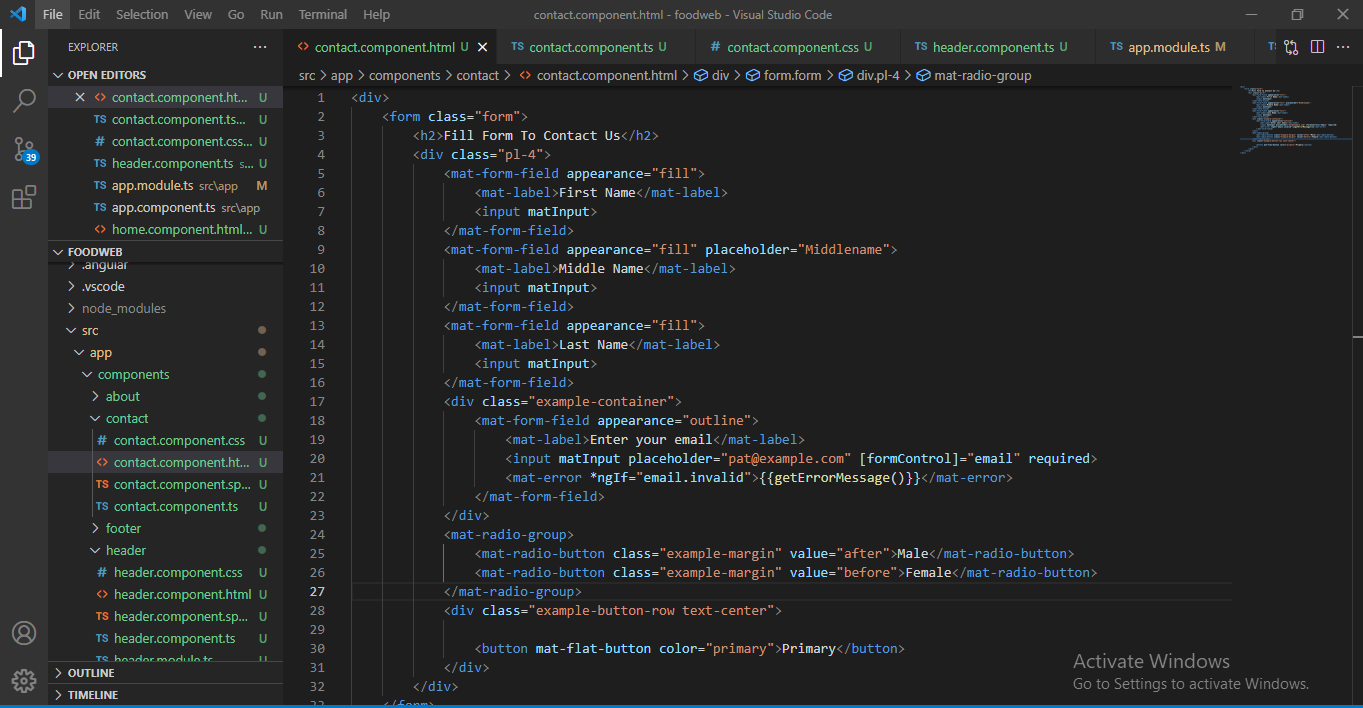 File Edit Selection View Go Run Terminal Help contact.component.html - foodweb - Visual Studio Code
EXPLORER ...
contact.component.html U
TS contact.component.ts U
# contact.component.css U
TS header.component.ts U
TS app.module.ts M
src > app > components > contact > <> contact.component.html > div > form.form > div.pl-4 > mat-radio-group
OPEN EDITORS
<> contact.component.ht... U
TS contact.component.ts... U
# contact.component.css... U
TS header.component.ts s... U
TS app.module.ts src\app M
TS app.component.ts src\app
<> home.component.html... U
39
FOODWEB
.angular
> .vscode
> node_modules
src
app
components
> about
contact
# contact.component.css U
<> contact.component.ht... U
TS contact.component.sp... U
TS contact.component.ts U
> footer
header
# header.component.css U
<> header.component.html U
TS header.component.sp... U
TS header.component.ts U
TS header.module.ts U
> OUTLINE
> TIMELINE
1 <div>
2 <form class="form">
3 <h2>Fill Form To Contact Us</h2>
4 <div class="pl-4">
5 <mat-form-field appearance="fill">
6 <mat-label>First Name</mat-label>
7 <input matInput>
8 </mat-form-field>
9 <mat-form-field appearance="fill" placeholder="Middlename">
10 <mat-label>Middle Name</mat-label>
11 <input matInput>
12 </mat-form-field>
13 <mat-form-field appearance="fill">
14 <mat-label>Last Name</mat-label>
15 <input matInput>
16 </mat-form-field>
17 <div class="example-container">
18 <mat-form-field appearance="outline">
19 <mat-label>Enter your email</mat-label>
20 <input matInput placeholder="pat@example.com" [formControl]="email" required>
21 <mat-error *ngIf="email.invalid">{{getErrorMessage()}}</mat-error>
22 </mat-form-field>
23 </div>
24 <mat-radio-group>
25 <mat-radio-button class="example-margin" value="after">Male</mat-radio-button>
26 <mat-radio-button class="example-margin" value="before">Female</mat-radio-button>
27 </mat-radio-group>
28 <div class="example-button-row text-center">
29
30 <button mat-flat-button color="primary">Primary</button>
31 </div>
32 </div>
33 </form>
Activate Windows
Go to Settings to activate Windows.